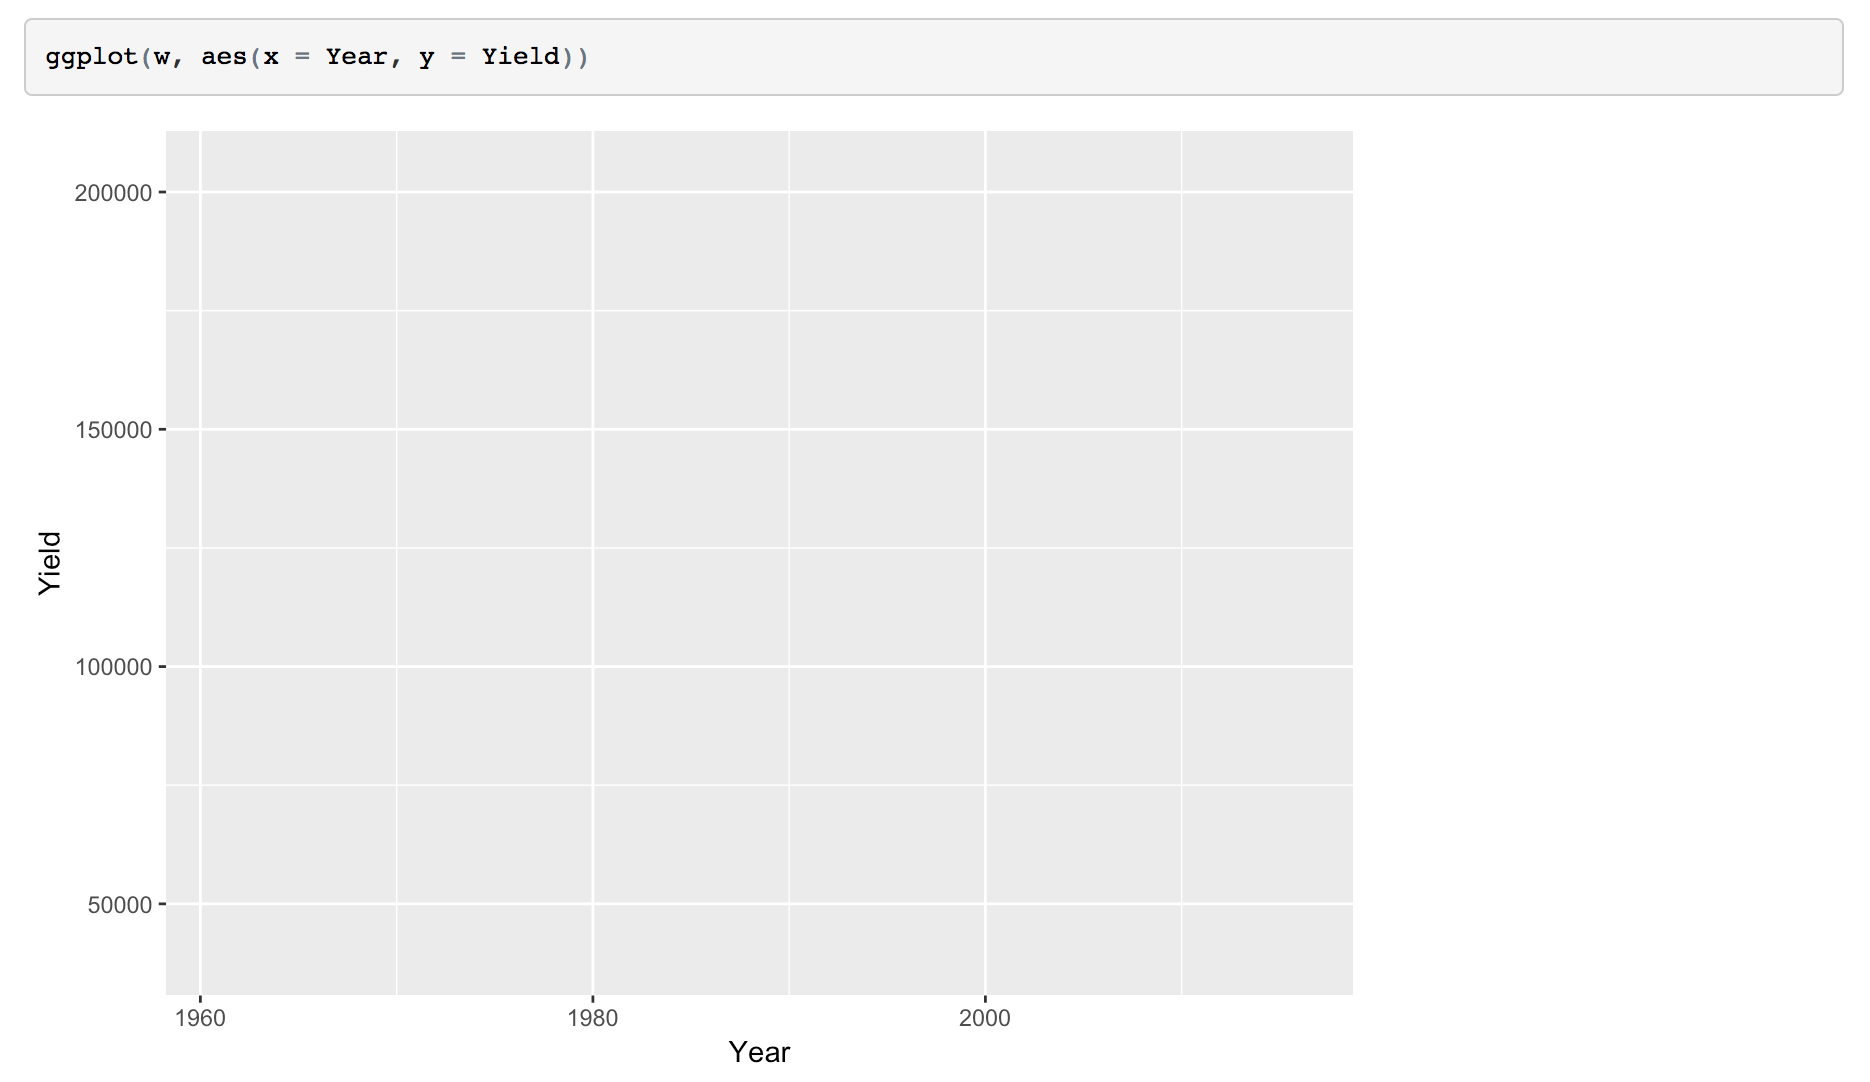 ggplot(w, aes(x = Year, y = Yield))
200000
150000
Yield
100000
50000
1960 1980 2000
Year